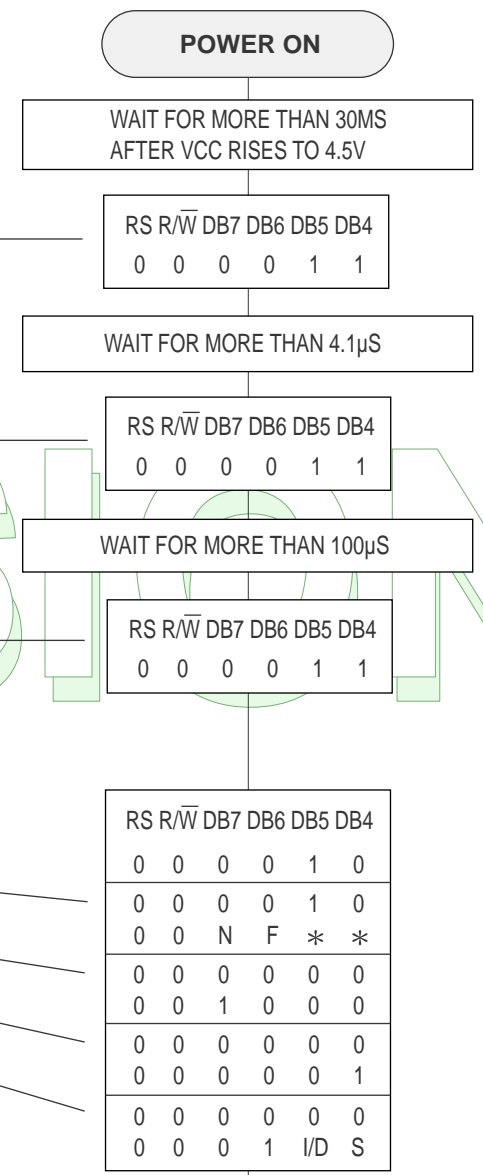 POWER ON
WAIT FOR MORE THAN 30MS
AFTER VCC RISES TO 4.5V
RS R/W̅ DB7 DB6 DB5 DB4
0 0 0 0 1 1
WAIT FOR MORE THAN 4.1µS
RS R/W̅ DB7 DB6 DB5 DB4
0 0 0 0 1 1
WAIT FOR MORE THAN 100µS
RS R/W̅ DB7 DB6 DB5 DB4
0 0 0 0 1 1
RS R/W̅ DB7 DB6 DB5 DB4
0 0 0 0 1 0
0 0 0 0 1 0
0 0 N F * *
0 0 0 0 0 0
0 0 1 0 0 0
0 0 0 0 0 0
0 0 0 0 0 1
0 0 0 0 0 0
0 0 0 1 I/D S